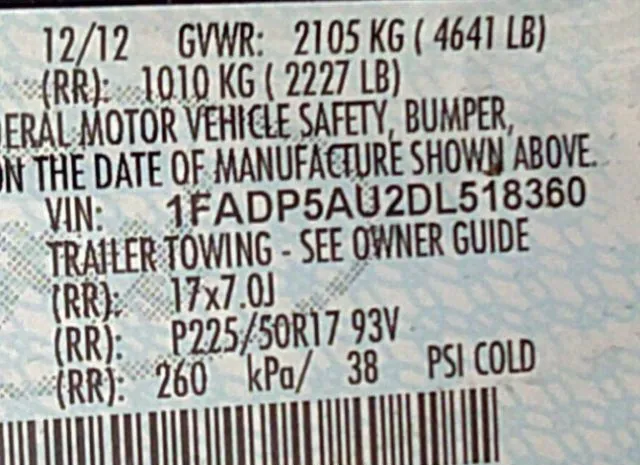 12/12 GVWR: 2105 KG ( 4641 LB)
(RR): 1010 KG ( 2227 LB)
ERAL MOTOR VEHICLE SAFETY, BUMPER,
N THE DATE OF MANUFACTURE SHOWN ABOVE.
VIN: 1FADP5AU2DL518360
TRAILER TOWING - SEE OWNER GUIDE
(RR): 17x7.0J
(RR): P225/50R17 93V
(RR): 260 kPa/ 38 PSI COLD